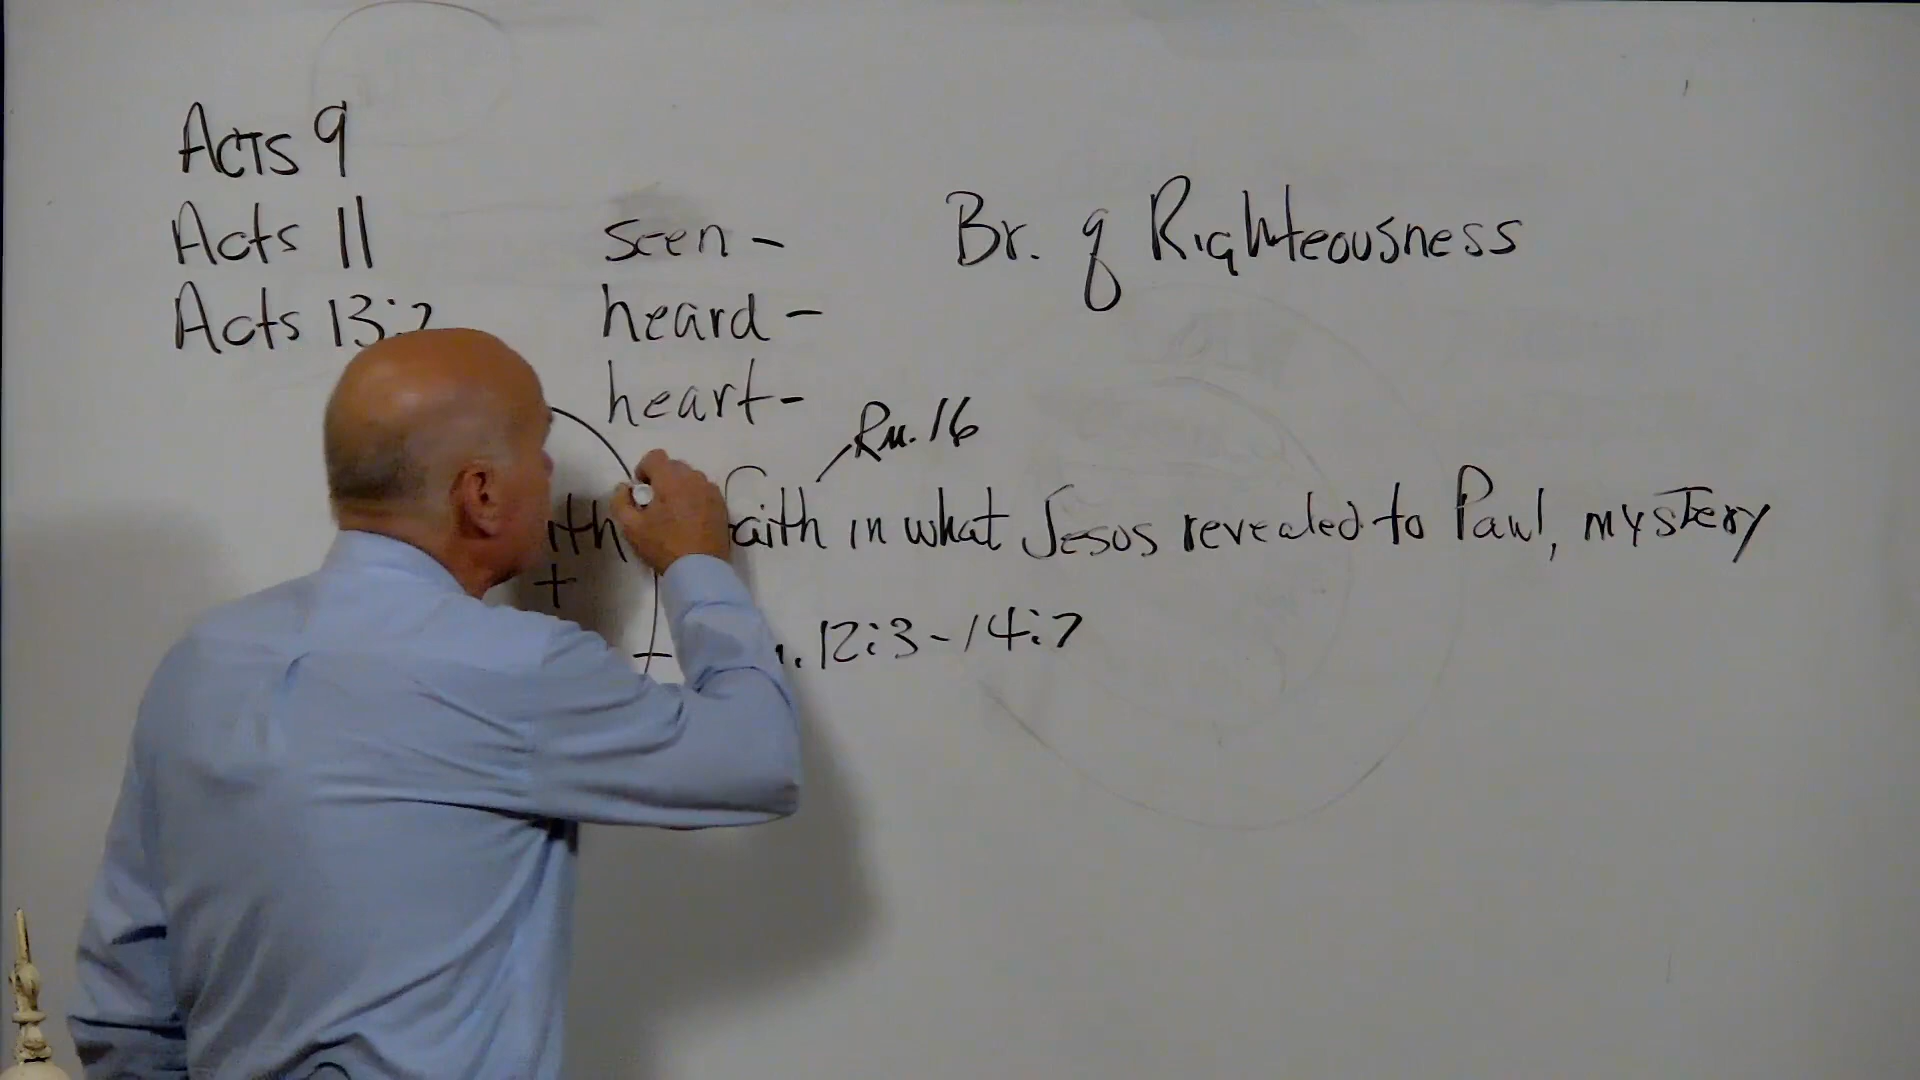 Acts 9
Acts 11
Acts 13:2
seen -
heard -
heart -
Br. of Righteousness
Rm. 16
faith in what Jesus revealed to Paul, mystery
+
12:3-14:7